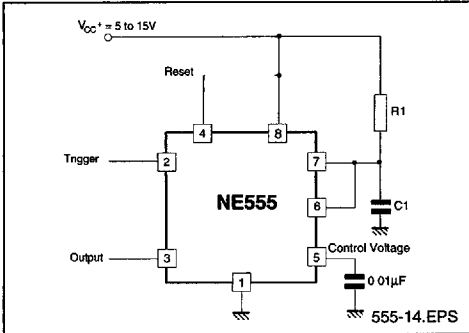 VCC+ = 5 to 15V
Reset
R1
4
8
Trigger
2
7
NE555
6
C1
Control Voltage
Output
3
5
1
0 01µF
555-14.EPS